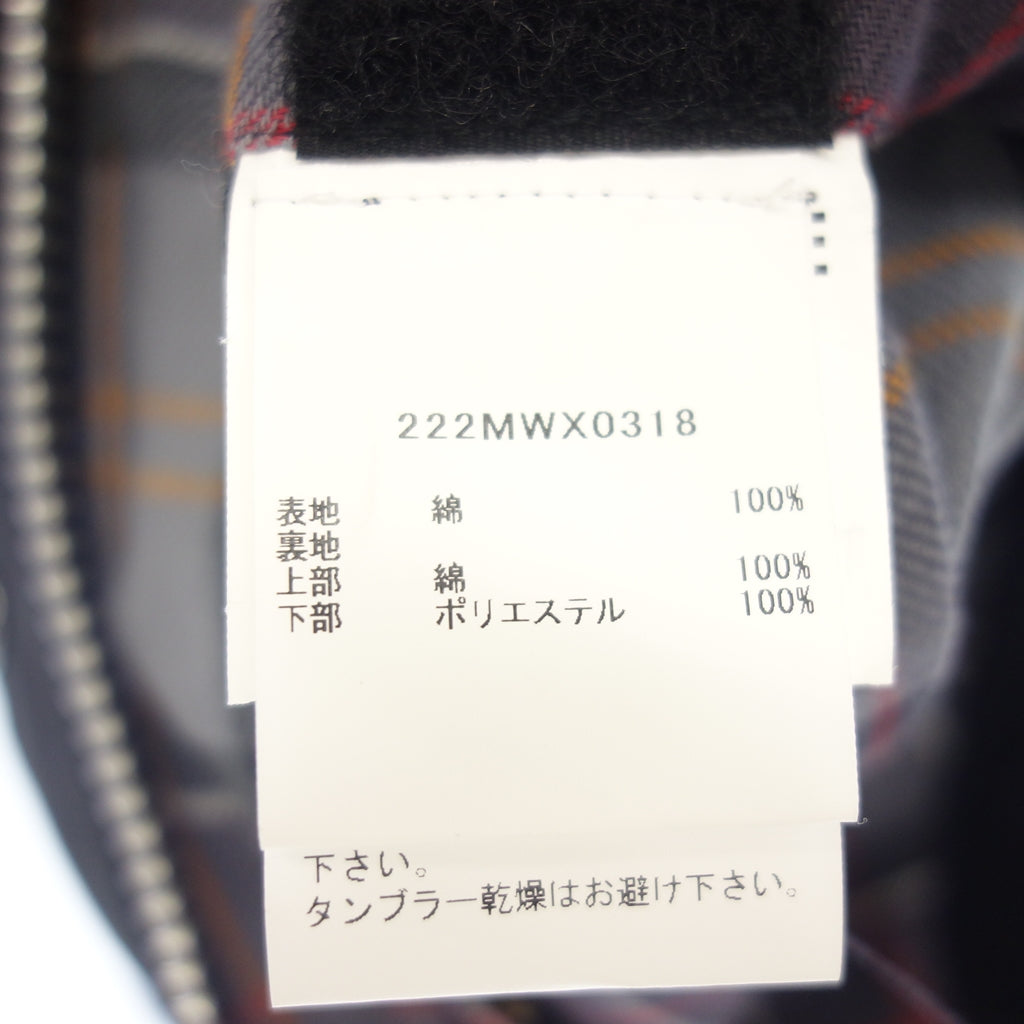 222MWX0318
表地 綿 100%
裏地
上部 綿 100%
下部 ポリエステル 100%
下さい。
タンブラー乾燥はお避け下さい。